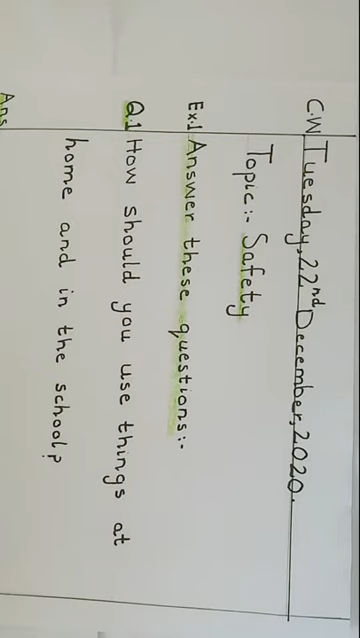 C.W Tuesday, 22nd December, 2020.
Topic:- Safety
Ex.1 Answer these questions:-
Q.1 How should you use things at
home and in the school?
Ans